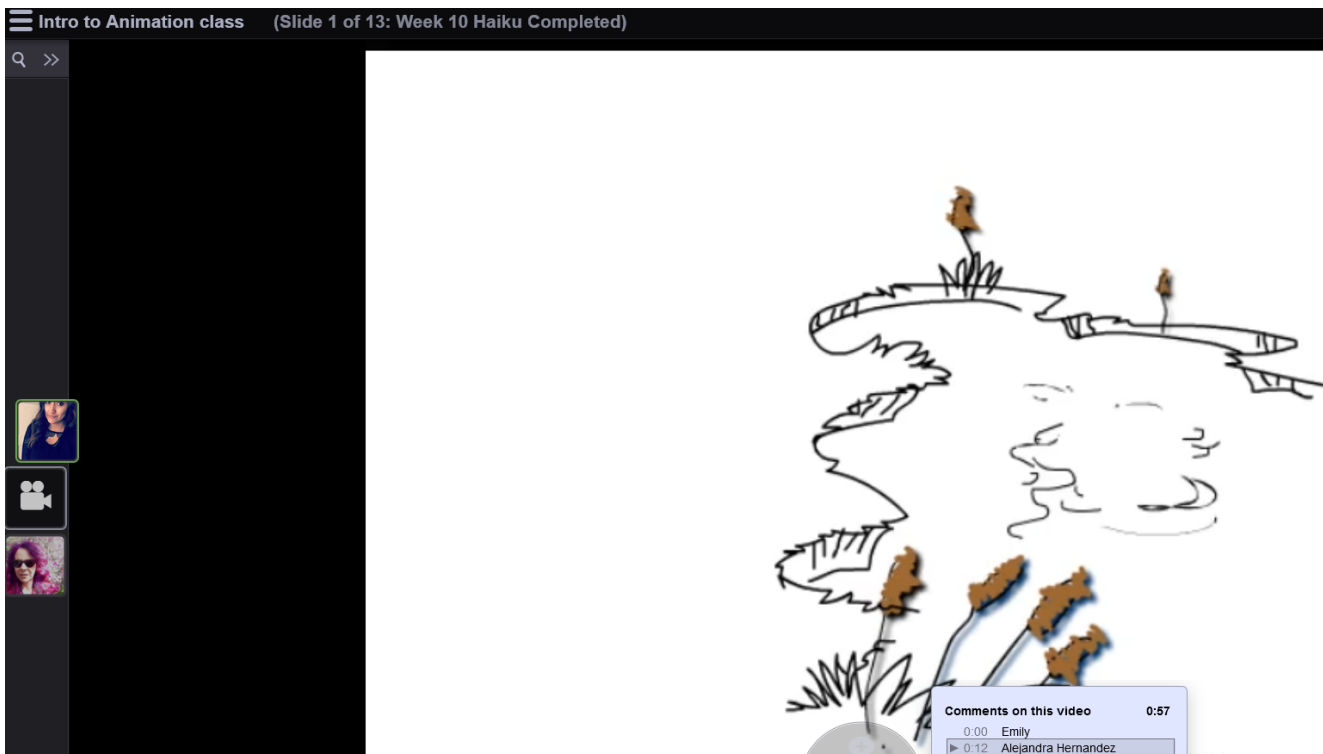 Intro to Animation class (Slide 1 of 13: Week 10 Haiku Completed)
Comments on this video 0:57
0:00 Emily
0:12 Alejandra Hernandez